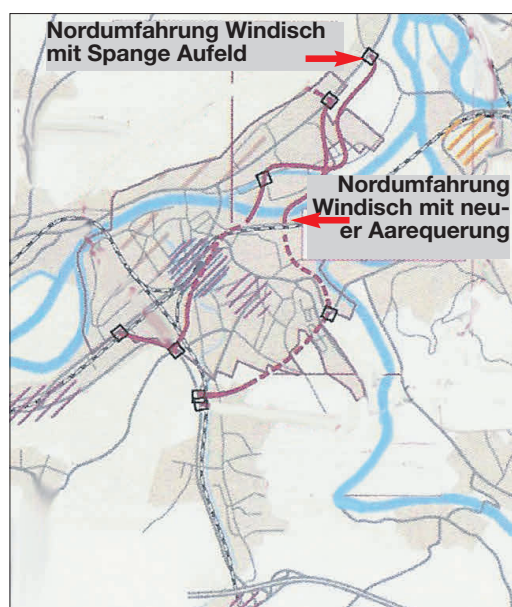 Nordumfahrung Windisch
mit Spange Aufeld
Nordumfahrung
Windisch mit neu-
er Aarequerung